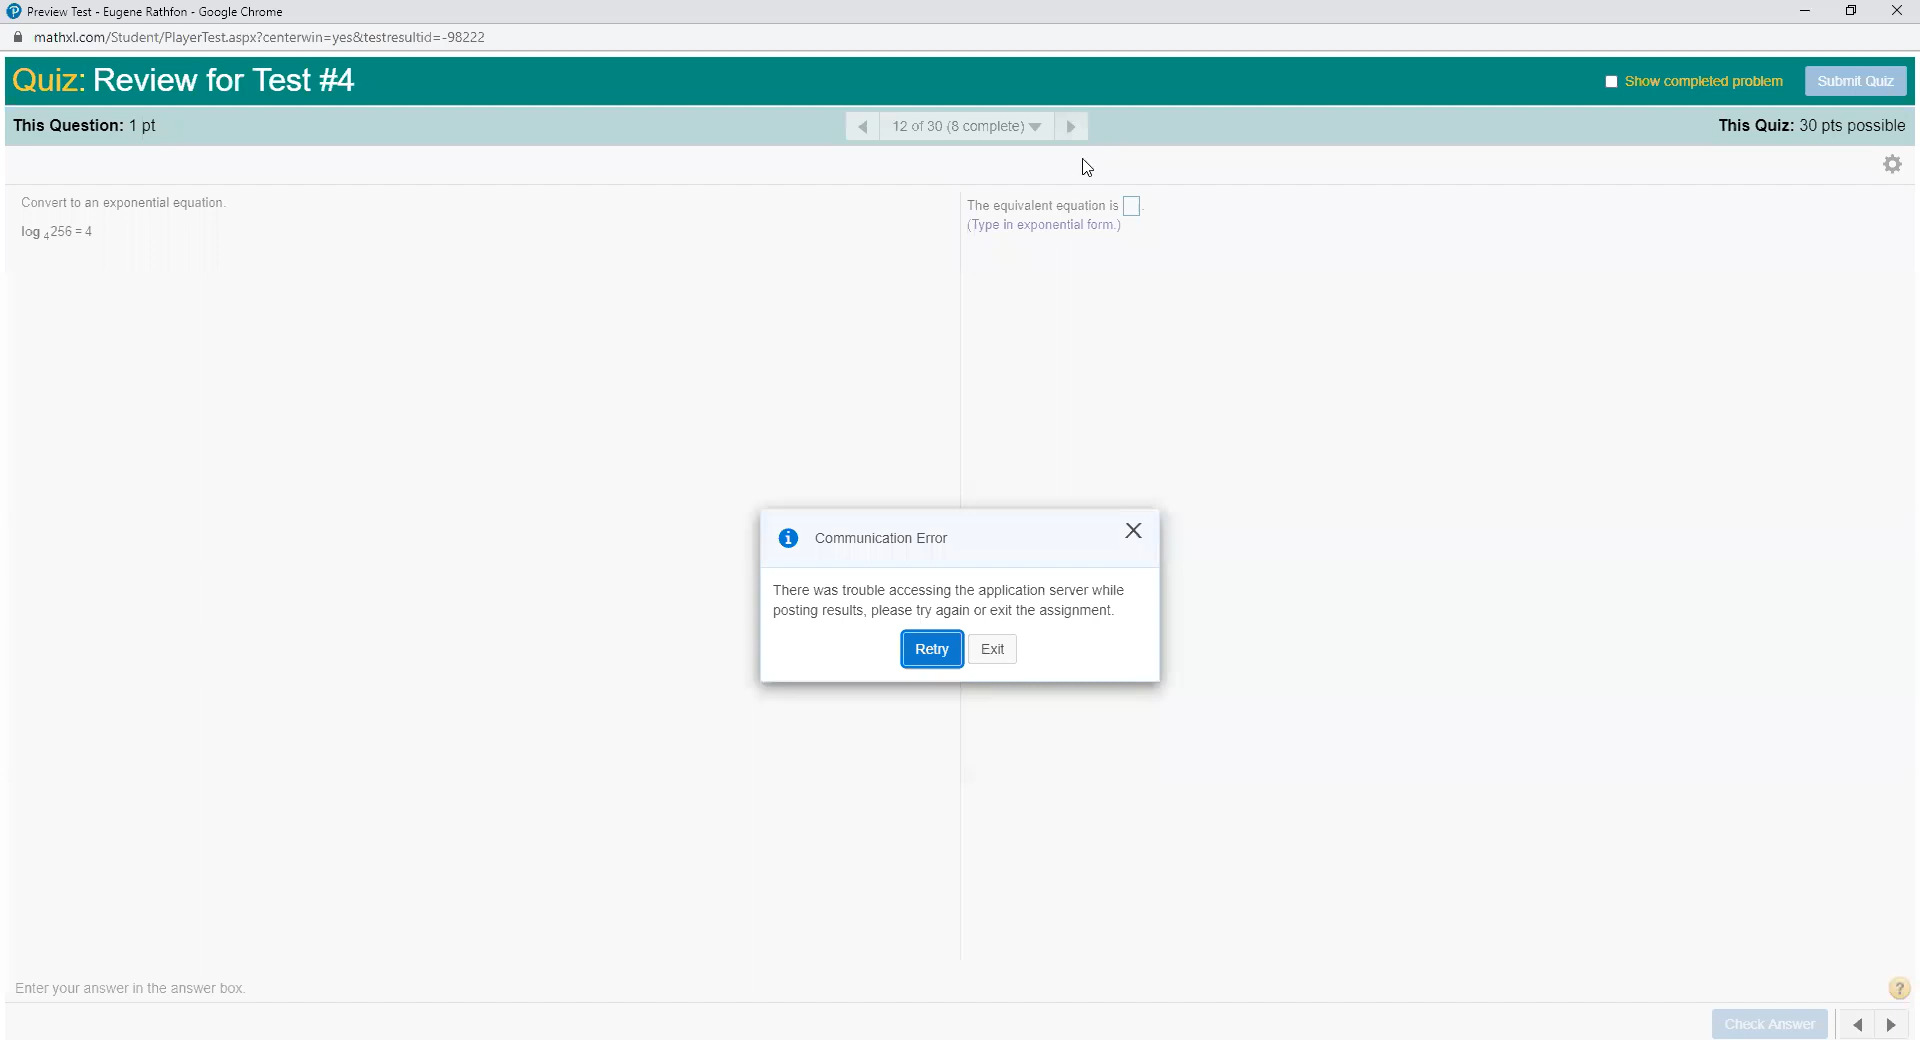 Preview Test - Eugene Rathfon - Google Chrome
mathxl.com/Student/PlayerTest.aspx?centerwin=yes&testresultid=-98222
Quiz: Review for Test #4
Show completed problem
Submit Quiz
This Question: 1 pt
12 of 30 (8 complete)
This Quiz: 30 pts possible
Convert to an exponential equation.
log 4 256 = 4
The equivalent equation is .
(Type in exponential form.)
Communication Error
There was trouble accessing the application server while
posting results, please try again or exit the assignment.
Retry
Exit
Enter your answer in the answer box.
?
Check Answer